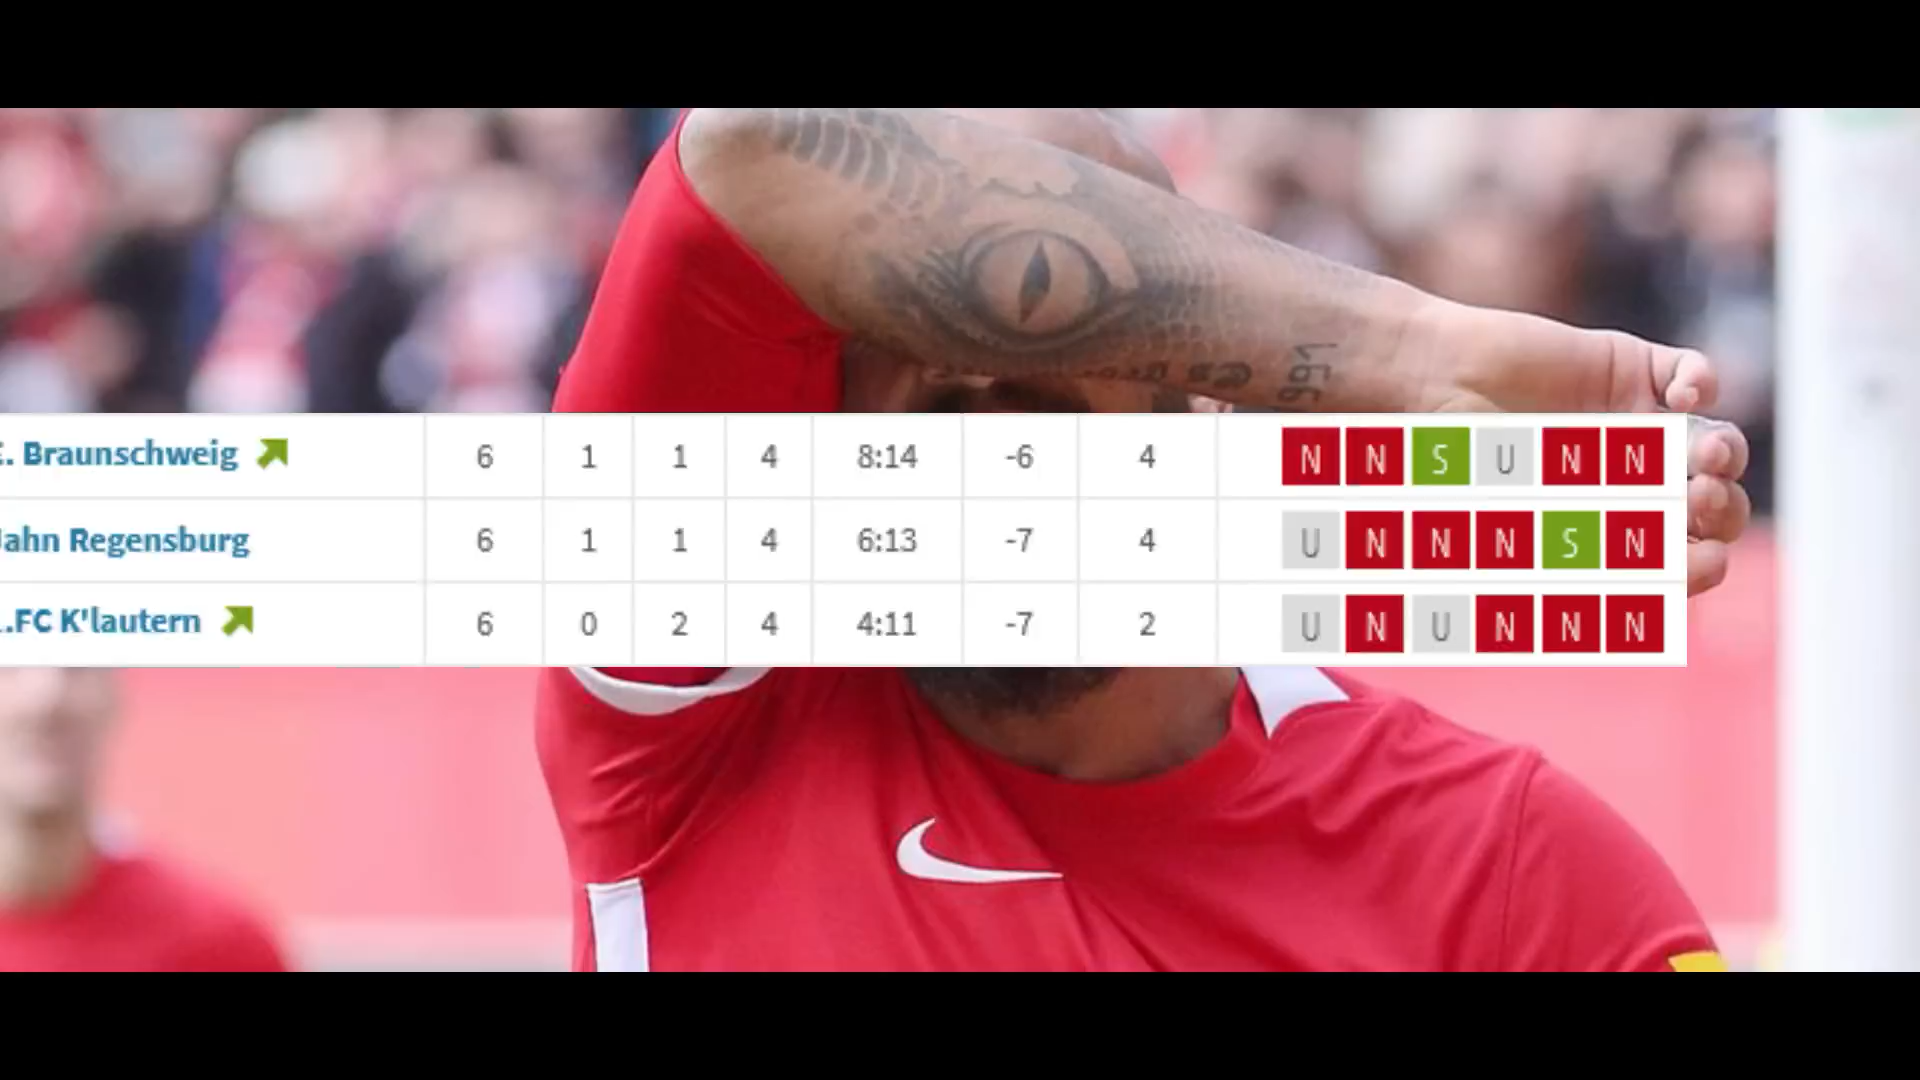 E. Braunschweig 6 1 1 4 8:14 -6 4 N N S U N N
Jahn Regensburg 6 1 1 4 6:13 -7 4 U N N N S N
1.FC K'lautern 6 0 2 4 4:11 -7 2 U N U N N N